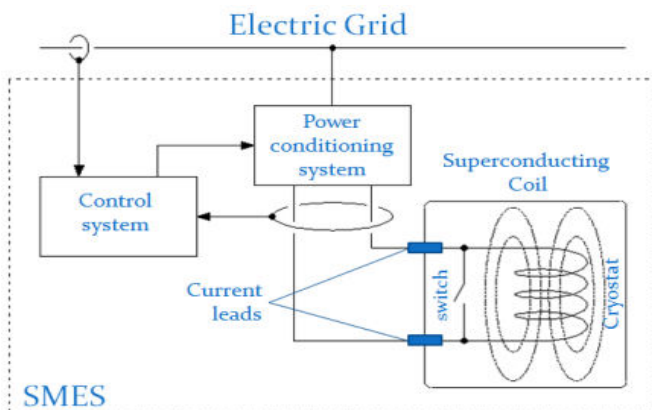 Electric Grid
Power
conditioning
system
Superconducting
Coil
Control
system
Current
leads
switch
Cryostat
SMES